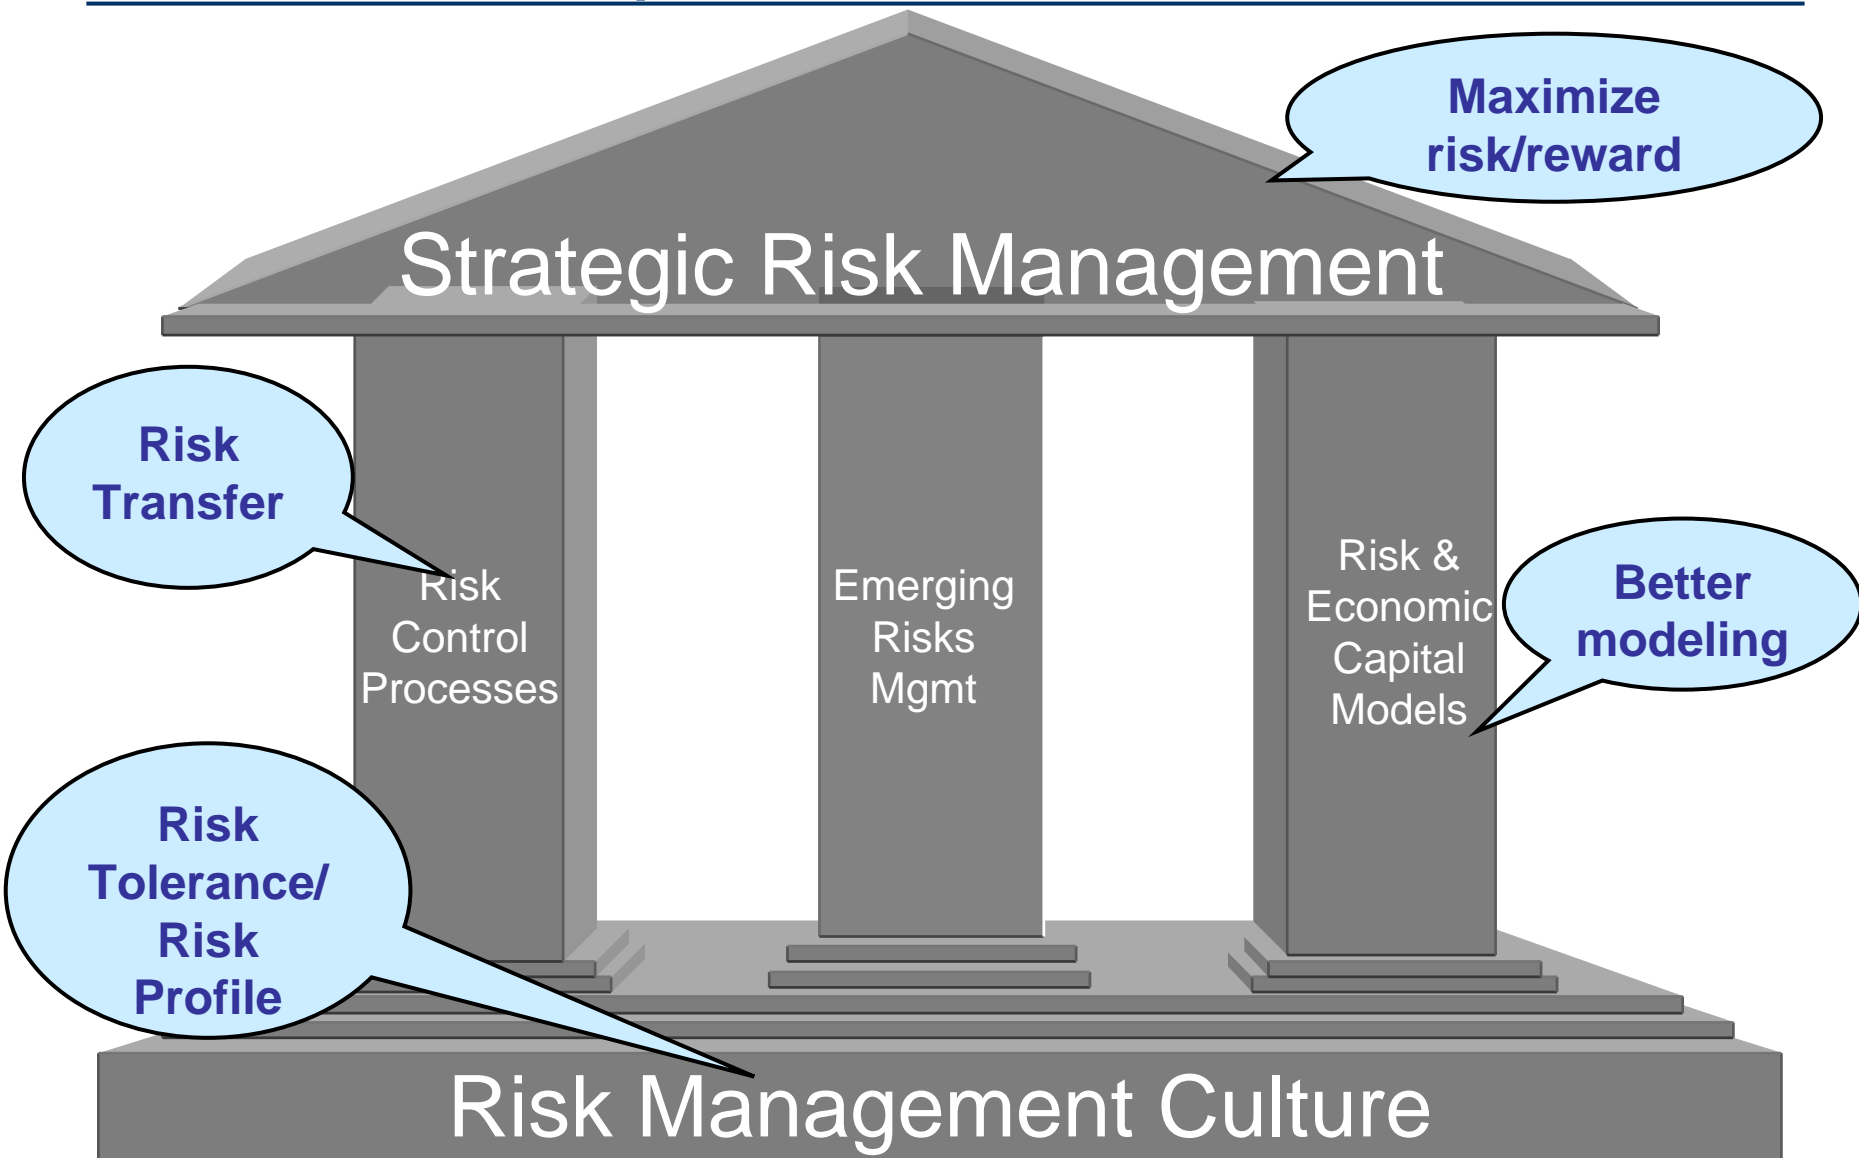 Maximize
risk/reward
Strategic Risk Management
Risk
Transfer
Risk
Control
Processes
Emerging
Risks
Mgmt
Risk &
Economic
Capital
Models
Better
modeling
Risk
Tolerance/
Risk
Profile
Risk Management Culture